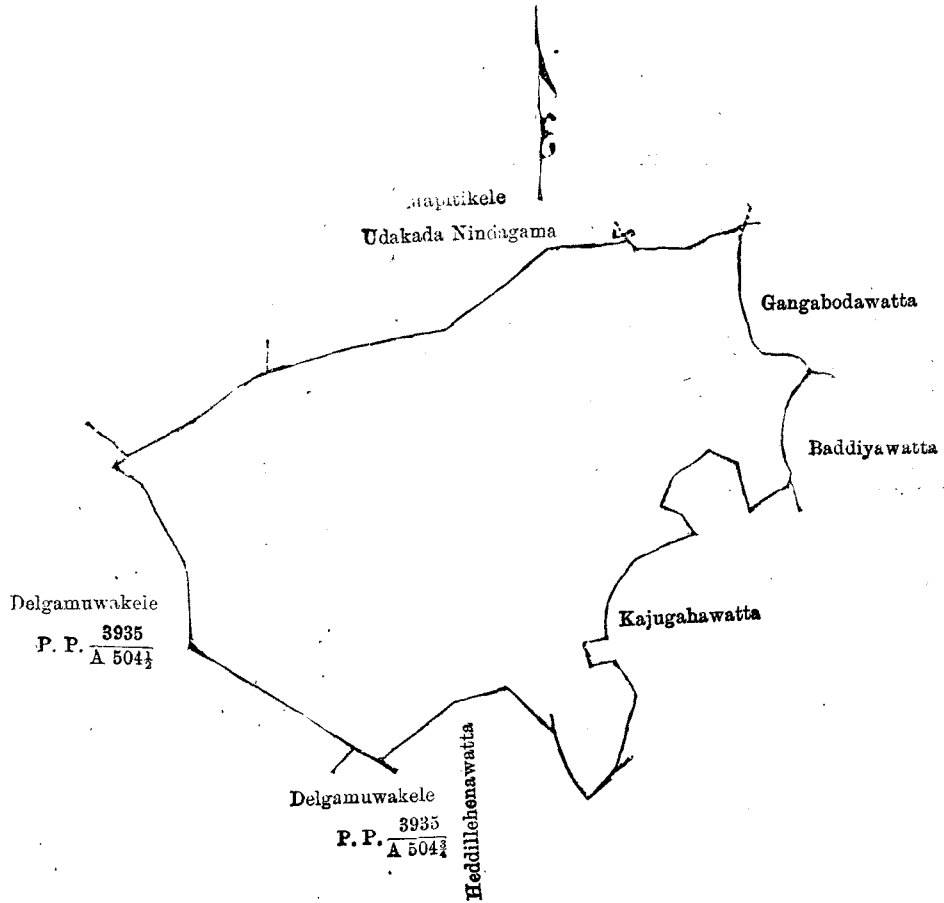 Udakada Nindagama
Gangabodawatta
Baddiyawatta
Delgamuwakele
P. P. 3935
A 504½
Kajugahawatta
Delgamuwakele
P. P. 3935
A 504¾
Heddillehenawatta